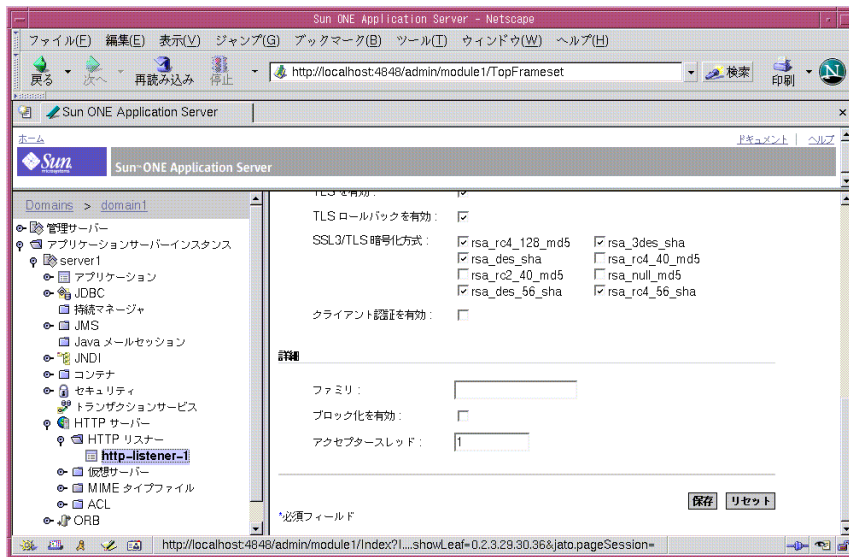 Sun ONE Application Server - Netscape
ファイル(F) 編集(E) 表示(V) ジャンプ(G) ブックマーク(B) ツール(T) ウィンドウ(W) ヘルプ(H)
戻る 次へ 再読み込み 停止 http://localhost:4848/admin/module1/TopFrameset 検索 印刷 N
Sun ONE Application Server
ホーム ドキュメント | ヘルプ
Sun microsystems Sun ONE Application Server
Domains > domain1
管理サーバー
アプリケーションサーバーインスタンス
server1
アプリケーション
JDBC
持続マネージャ
JMS
Java メールセッション
JNDI
コンテナ
セキュリティ
トランザクションサービス
HTTP サーバー
HTTP リスナー
http-listener-1
仮想サーバー
MIME タイプファイル
ACL
ORB
TLS を有効 :
TLS ロールバックを有効 :
SSL3/TLS 暗号化方式 : rsa_rc4_128_md5 rsa_3des_sha
rsa_des_sha rsa_rc4_40_md5
rsa_rc2_40_md5 rsa_null_md5
rsa_des_56_sha rsa_rc4_56_sha
クライアント認証を有効 :
詳細
ファミリ :
ブロック化を有効 :
アクセプタースレッド : 1
保存 リセット
*必須フィールド
http://localhost:4848/admin/module1/Index?l....showLeaf=0.2.3.29.30.36&jato.pageSession=